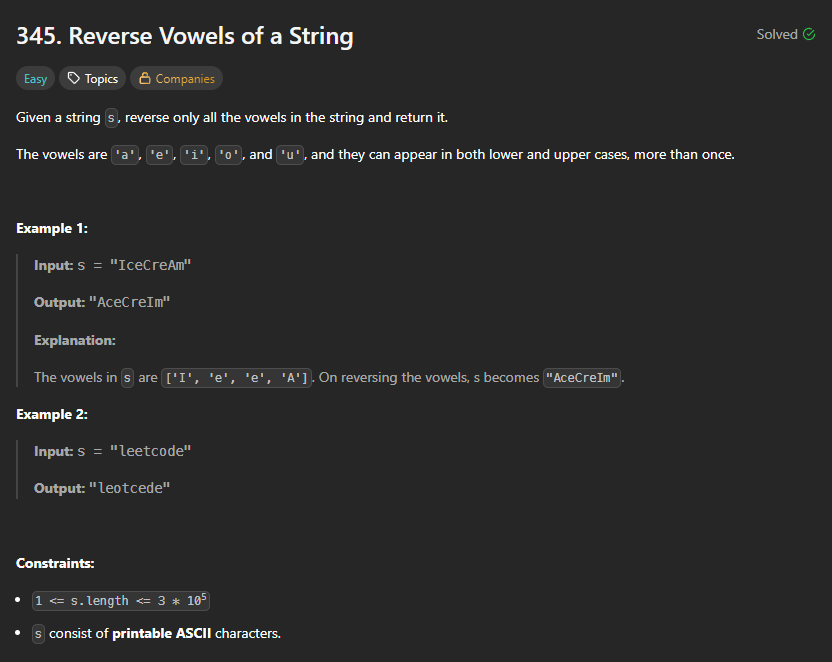 345. Reverse Vowels of a String
Solved
Easy Topics Companies
Given a string s, reverse only all the vowels in the string and return it.
The vowels are 'a', 'e', 'i', 'o', and 'u', and they can appear in both lower and upper cases, more than once.
Example 1:
Input: s = "IceCreAm"
Output: "AceCreIm"
Explanation:
The vowels in s are ['I', 'e', 'e', 'A']. On reversing the vowels, s becomes "AceCreIm".
Example 2:
Input: s = "leetcode"
Output: "leotcede"
Constraints:
• 1 <= s.length <= 3 * 10⁵
• s consist of printable ASCII characters.